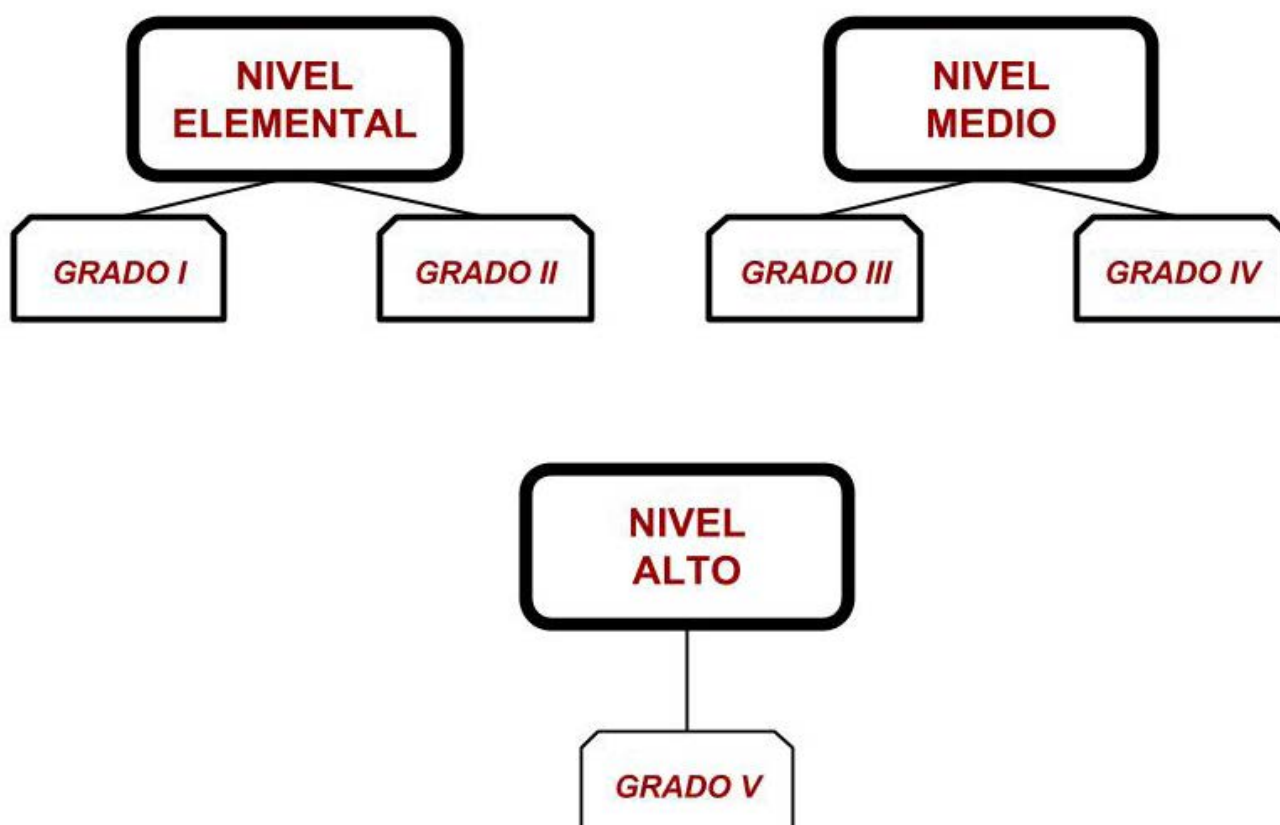 NIVEL
ELEMENTAL
NIVEL
MEDIO
GRADO I
GRADO II
GRADO III
GRADO IV
NIVEL
ALTO
GRADO V